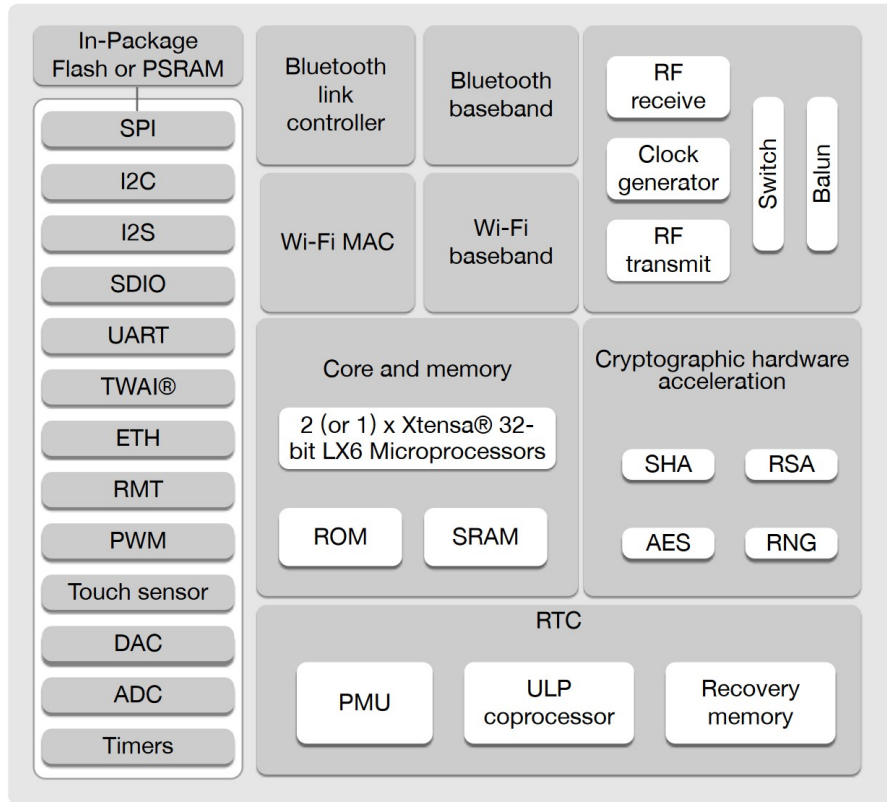 In-Package
Flash or PSRAM
SPI
I2C
I2S
SDIO
UART
TWAI®
ETH
RMT
PWM
Touch sensor
DAC
ADC
Timers
Bluetooth
link
controller
Bluetooth
baseband
Wi-Fi MAC
Wi-Fi
baseband
RF
receive
Clock
generator
RF
transmit
Switch
Balun
Core and memory
2 (or 1) x Xtensa® 32-
bit LX6 Microprocessors
ROM
SRAM
Cryptographic hardware
acceleration
SHA
RSA
AES
RNG
RTC
PMU
ULP
coprocessor
Recovery
memory